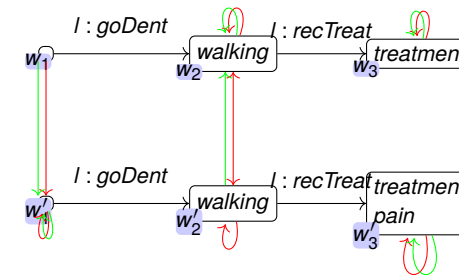 l : goDent
l : recTreat
w1
walking
w2
treatmen
w3
l : goDent
l : recTreat
w′1
walking
w′2
treatmen
pain
w′3